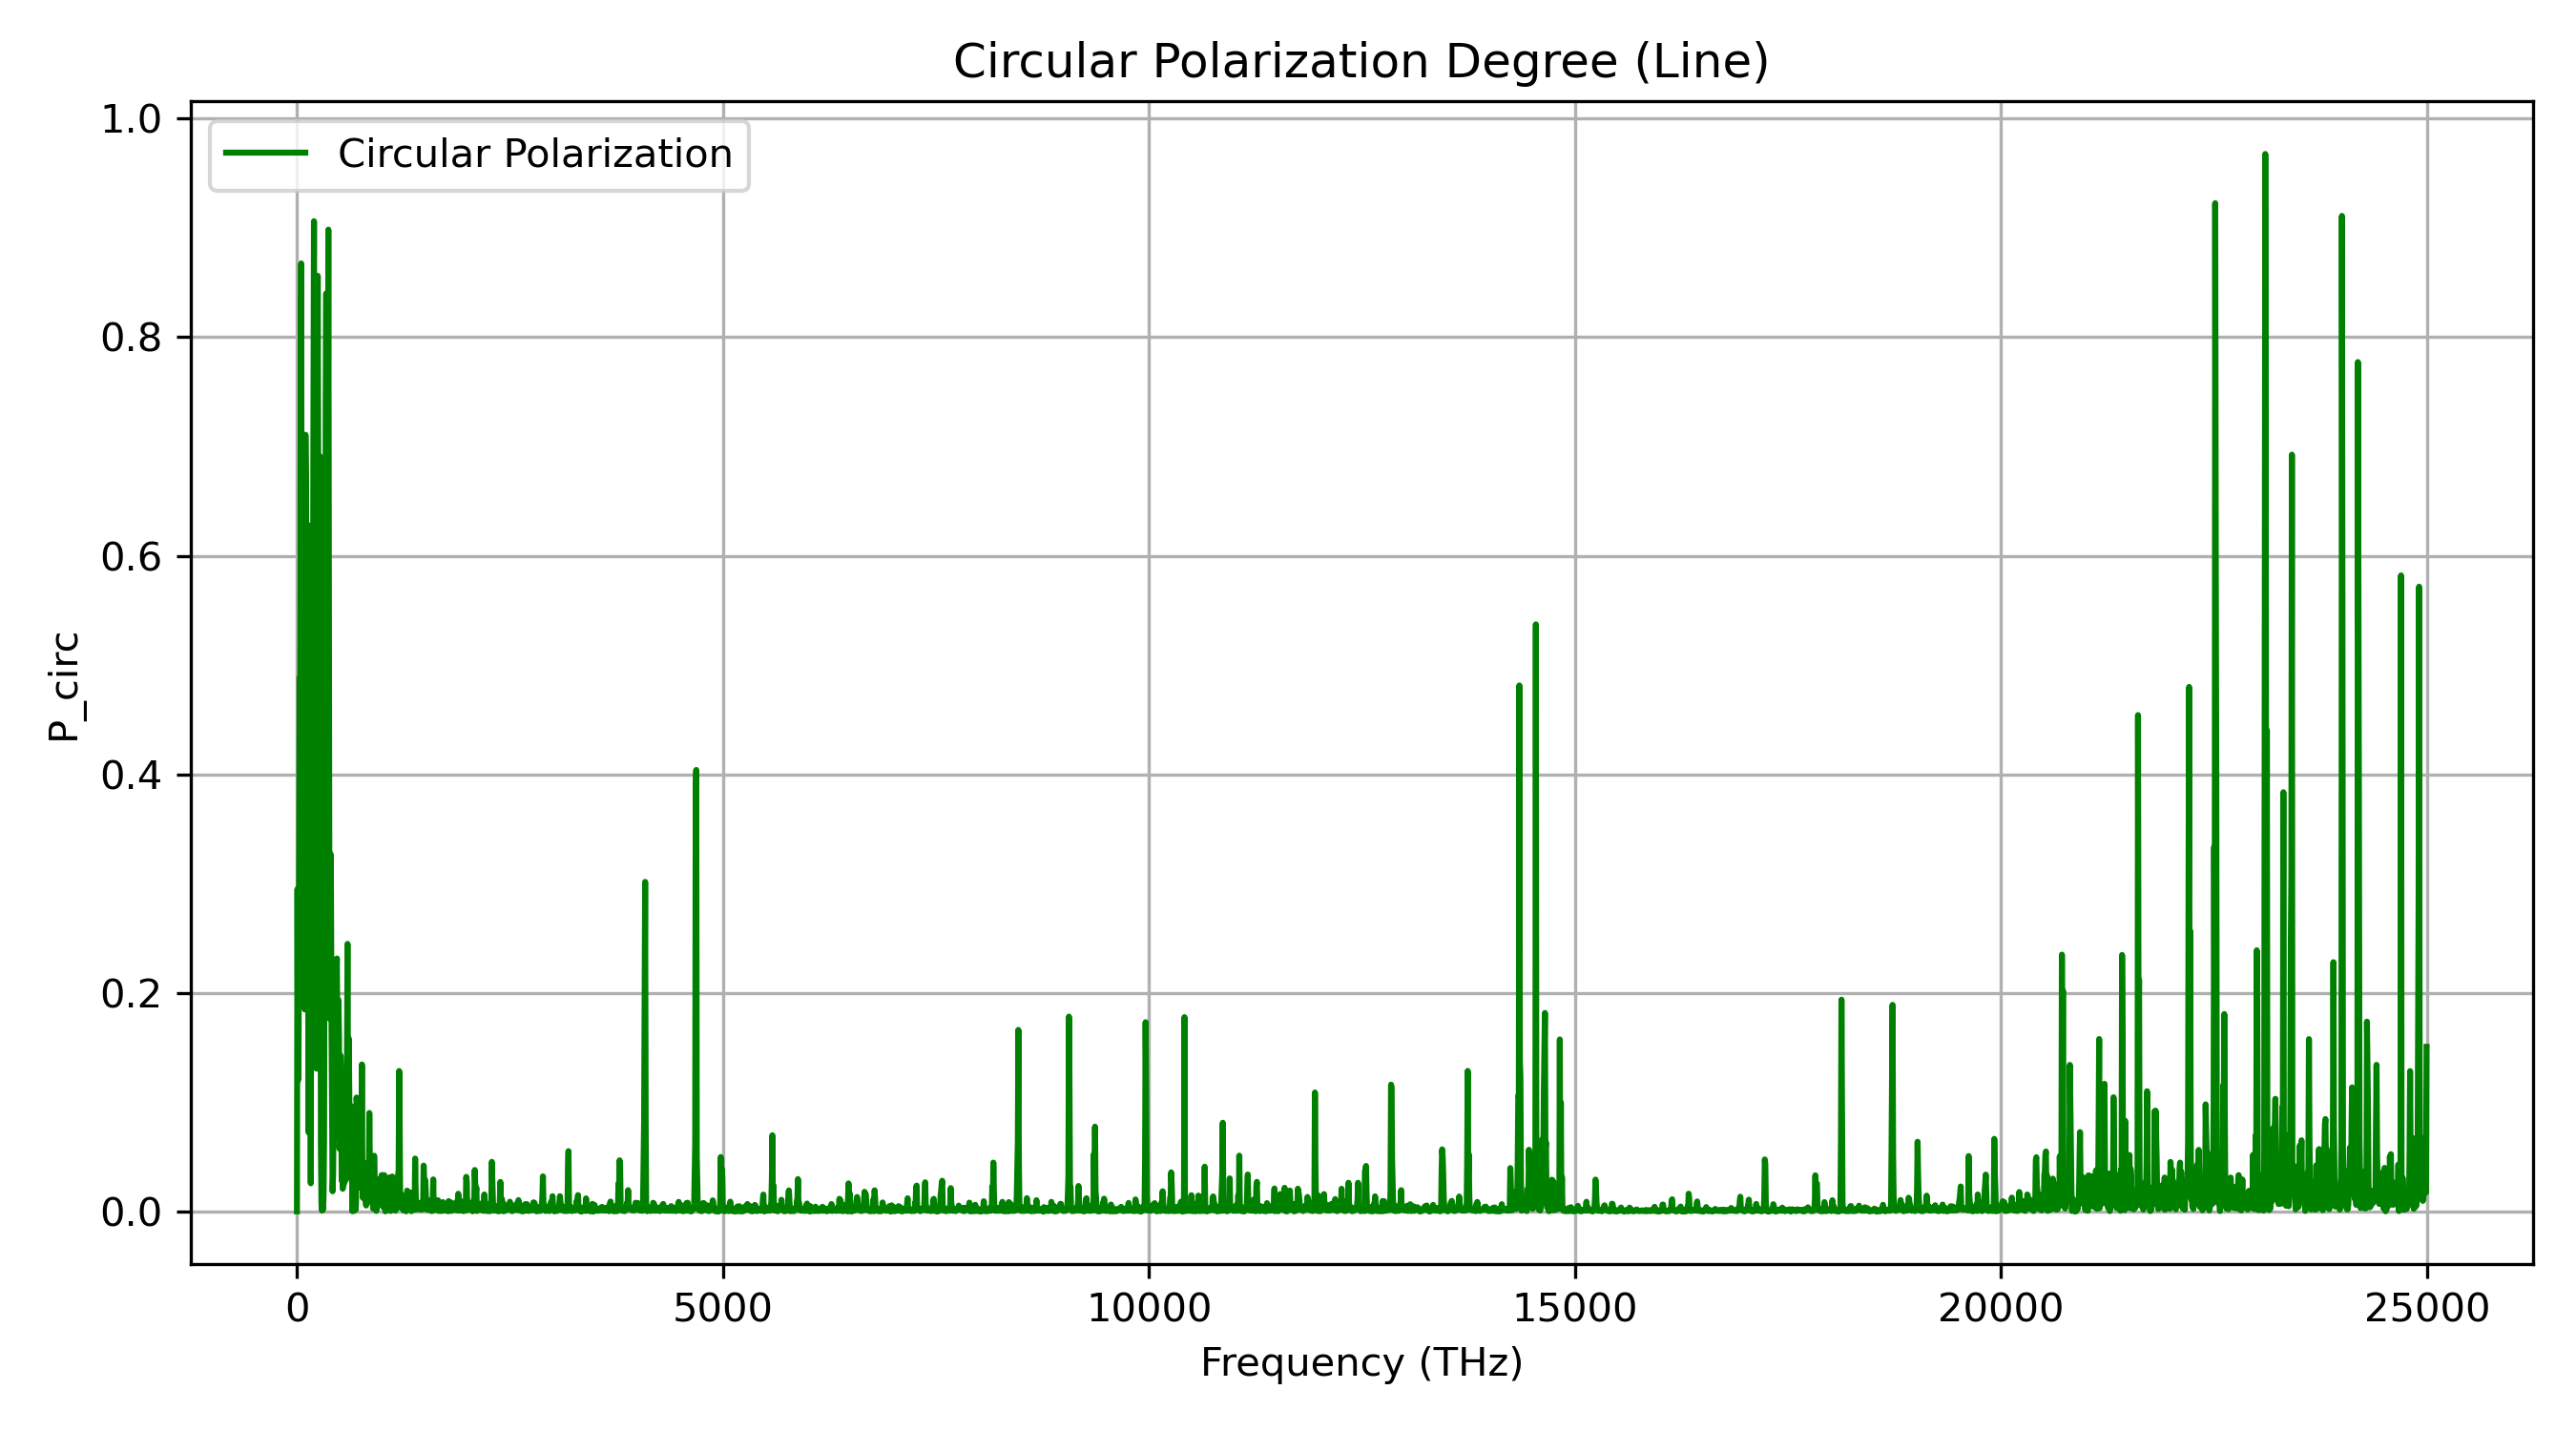 Circular Polarization Degree (Line)
Circular Polarization
1.0
0.8
0.6
0.4
0.2
0.0
P_circ
0 5000 10000 15000 20000 25000
Frequency (THz)